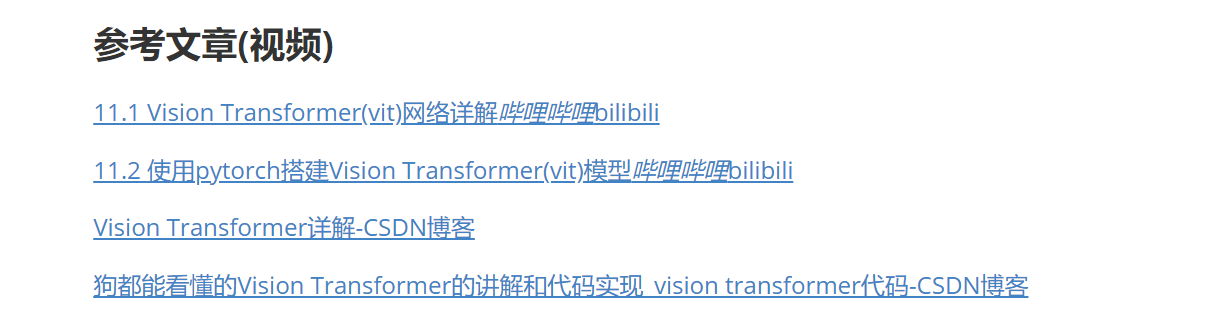 参考文章(视频)
11.1 Vision Transformer(vit)网络详解哔哩哔哩bilibili
11.2 使用pytorch搭建Vision Transformer(vit)模型哔哩哔哩bilibili
Vision Transformer详解-CSDN博客
狗都能看懂的Vision Transformer的讲解和代码实现_vision transformer代码-CSDN博客